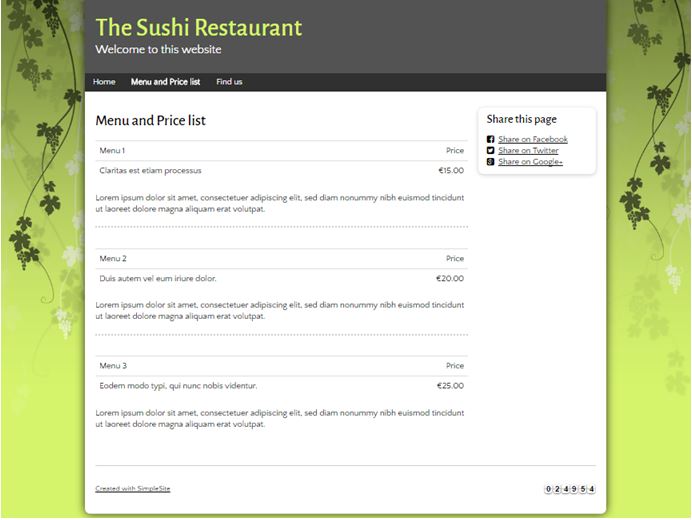 The Sushi Restaurant
Welcome to this website
Home Menu and Price list Find us
Menu and Price list
Menu 1 Price
Claritas est etiam processus €15.00
Lorem ipsum dolor sit amet, consectetuer adipiscing elit, sed diam nonummy nibh euismod tincidunt
ut laoreet dolore magna aliquam erat volutpat.
Menu 2 Price
Duis autem vel eum iriure dolor. €20.00
Lorem ipsum dolor sit amet, consectetuer adipiscing elit, sed diam nonummy nibh euismod tincidunt
ut laoreet dolore magna aliquam erat volutpat.
Menu 3 Price
Eodem modo typi, qui nunc nobis videntur. €25.00
Lorem ipsum dolor sit amet, consectetuer adipiscing elit, sed diam nonummy nibh euismod tincidunt
ut laoreet dolore magna aliquam erat volutpat.
Share this page
Share on Facebook
Share on Twitter
Share on Google+
Created with SimpleSite 024954